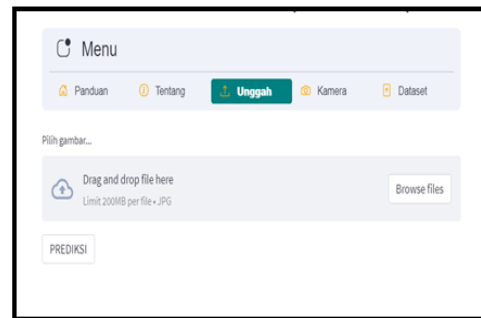 Menu
Panduan Tentang Unggah Kamera Dataset
Pilih gambar...
Drag and drop file here
Limit 200MB per file • JPG
Browse files
PREDIKSI